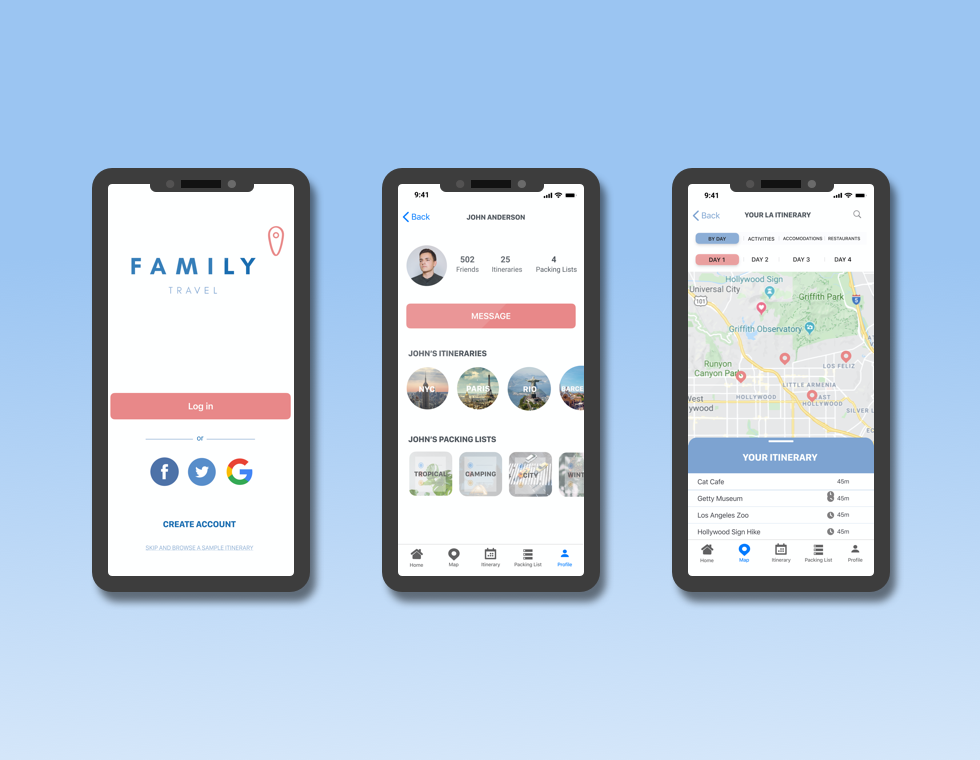 FAMILY
TRAVEL
Log in
or
f
G
CREATE ACCOUNT
SKIP AND BROWSE A SAMPLE ITINERARY
9:41
Back
JOHN ANDERSON
502 25 4
Friends Itineraries Packing Lists
MESSAGE
JOHN'S ITINERARIES
NYC PARIS RIO BARCE
JOHN'S PACKING LISTS
TROPICAL CAMPING CITY WINT
Home Map Itinerary Packing List Profile
9:41
Back YOUR LA ITINERARY
BY DAY ACTIVITIES ACCOMODATIONS RESTAURANTS
DAY 1 DAY 2 DAY 3 DAY 4
Hollywood Sign
Universal City
101
Griffith Park
5
Griffith Observatory
Runyon
Canyon Park
LOS FELIZ
LITTLE ARMENIA
HOLLYWOOD
EAST
HOLLYWOOD
West
ywood
SILVER L
EC
YOUR ITINERARY
Cat Cafe 45m
Getty Museum 45m
Los Angeles Zoo 45m
Hollywood Sign Hike 45m
Home Map Itinerary Packing List Profile